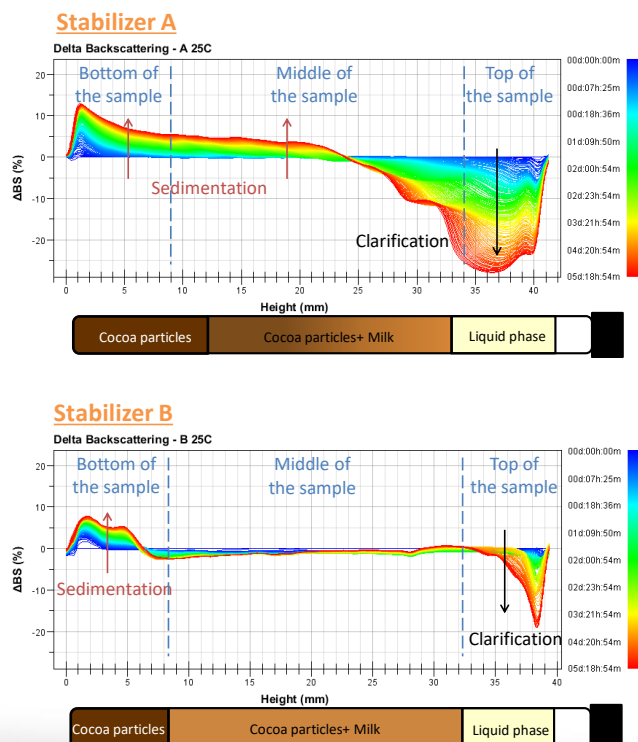 Stabilizer A
Delta Backscattering - A 25C
Bottom of
the sample
Middle of
the sample
Top of
the sample
20
10
0
-10
-20
ΔBS (%)
Sedimentation
Clarification
0
5
10
15
20
25
30
35
40
Height (mm)
00d:00h:00m
00d:07h:25m
00d:18h:36m
01d:09h:50m
02d:00h:54m
02d:23h:54m
03d:21h:54m
04d:20h:54m
05d:18h:54m
Cocoa particles
Cocoa particles+ Milk
Liquid phase
Stabilizer B
Delta Backscattering - B 25C
Bottom of
the sample
Middle of
the sample
Top of
the sample
20
10
0
-10
-20
ΔBS (%)
Sedimentation
Clarification
0
5
10
15
20
25
30
35
40
Height (mm)
00d:00h:00m
00d:07h:25m
00d:18h:36m
01d:09h:50m
02d:00h:54m
02d:23h:54m
03d:21h:54m
04d:20h:54m
05d:18h:54m
Cocoa particles
Cocoa particles+ Milk
Liquid phase